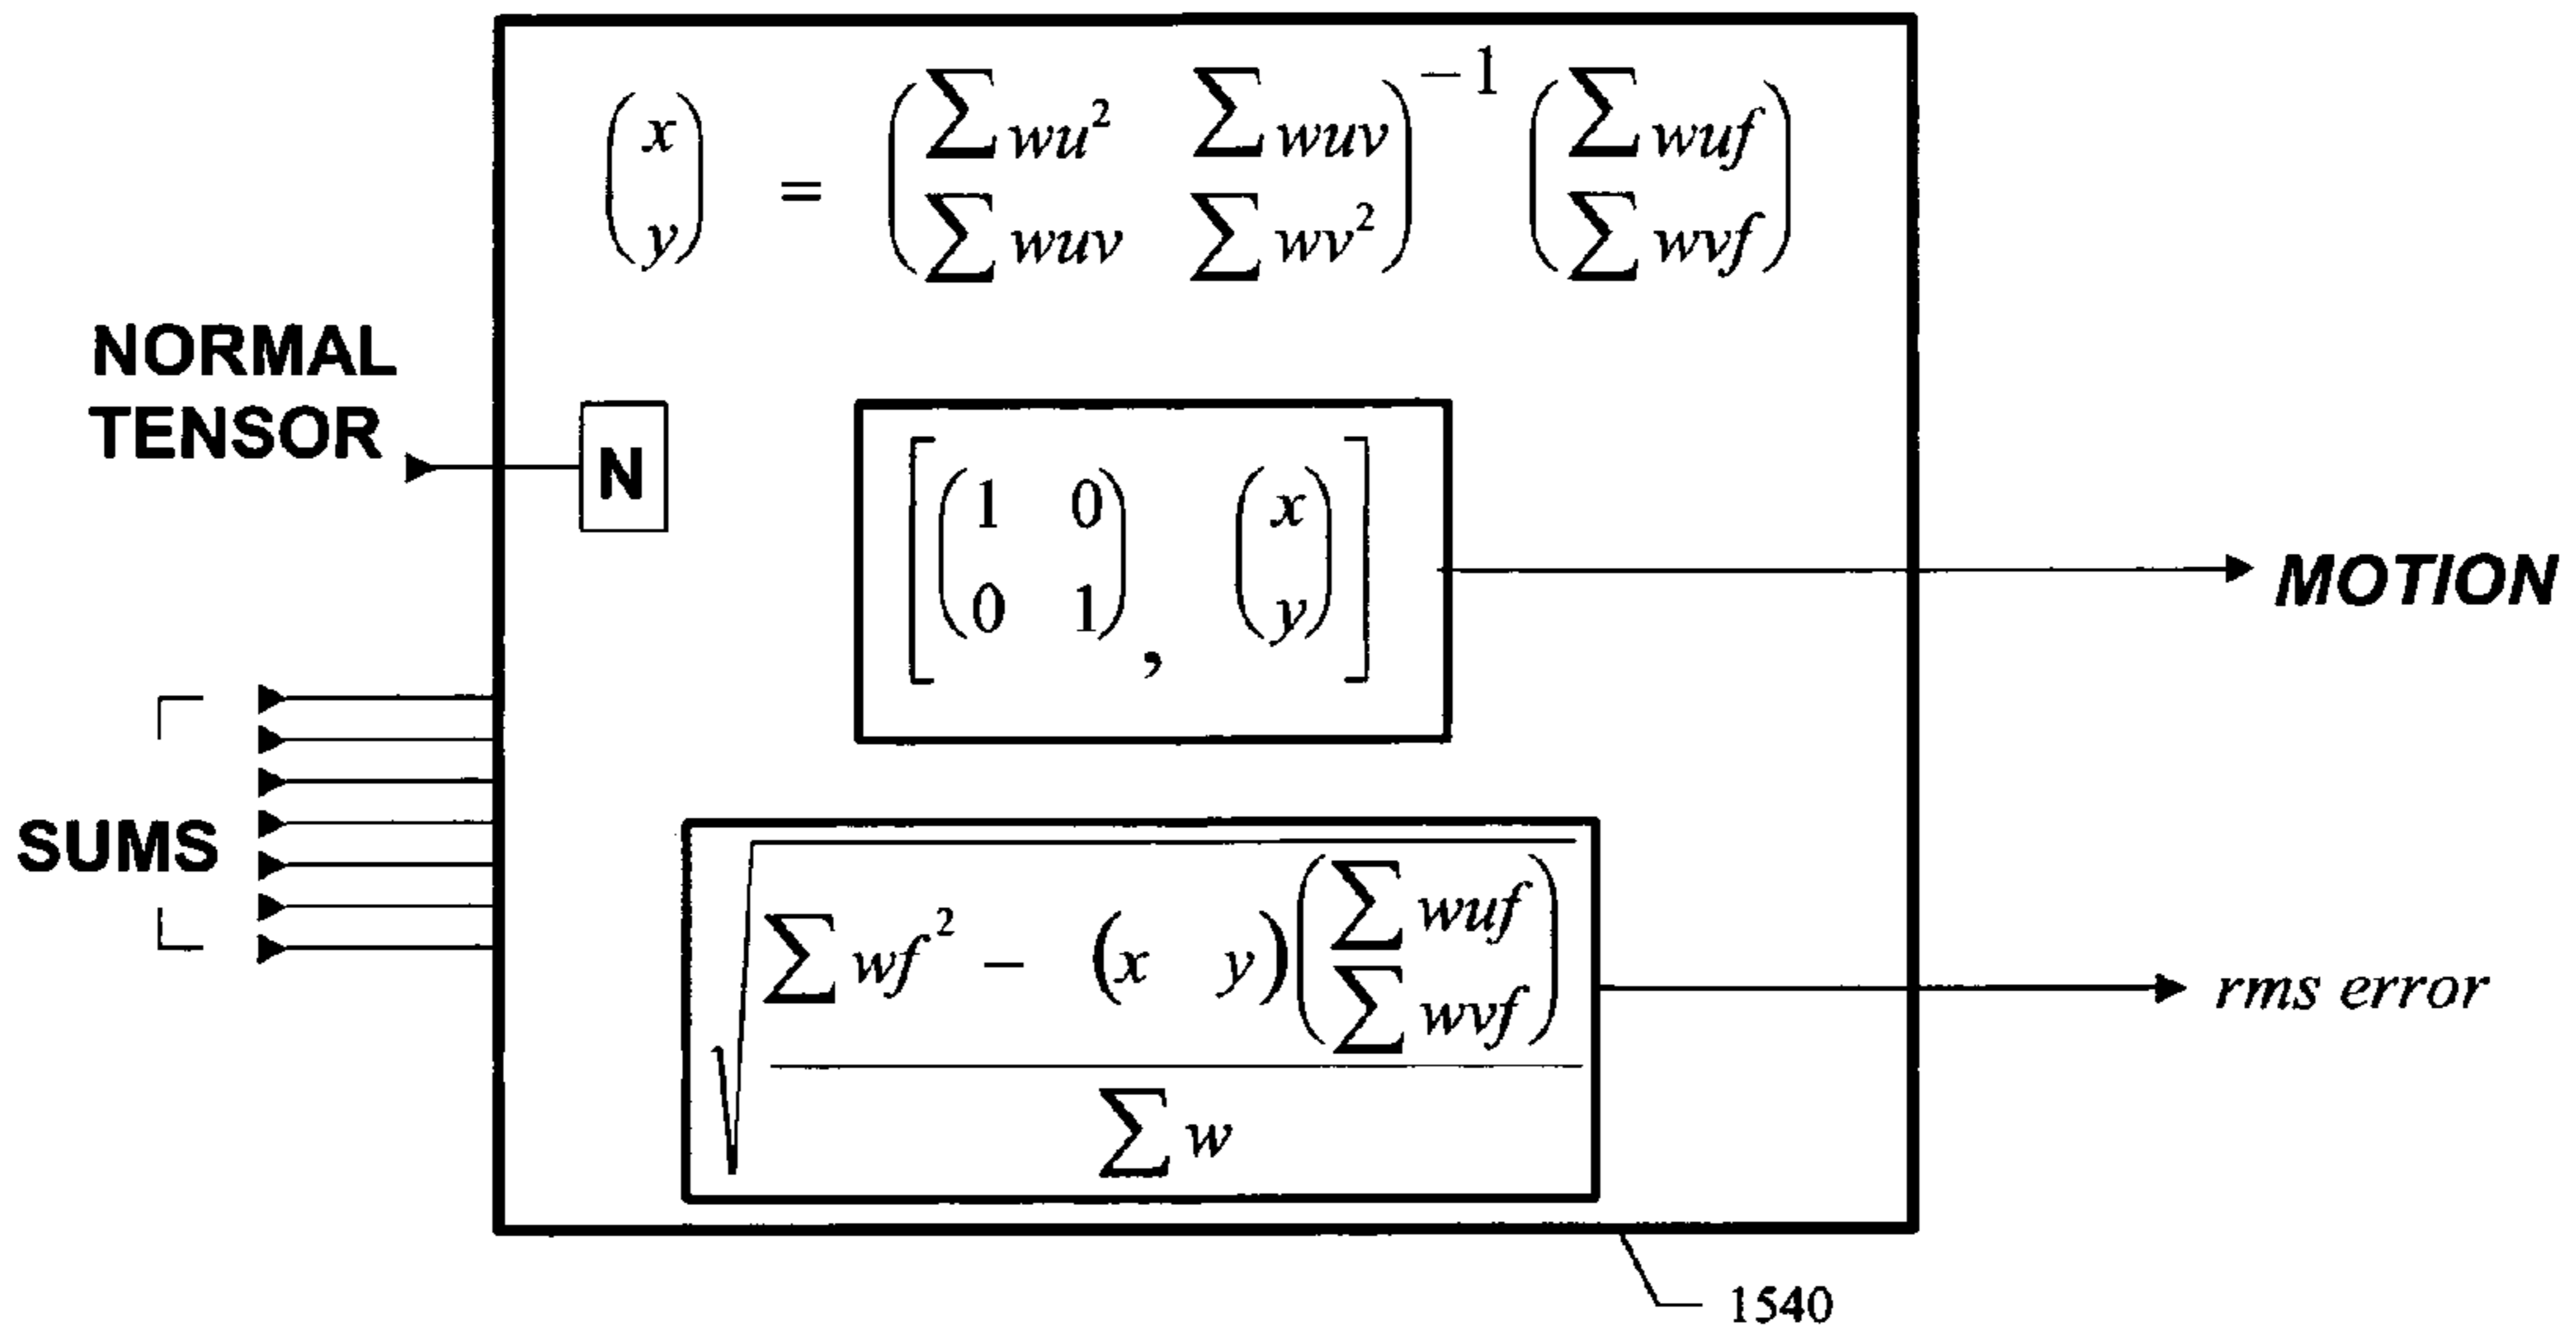 (x y) = (∑wu² ∑wuv ∑wuv ∑wv²)⁻¹ (∑wuf ∑wvf)
NORMAL
TENSOR
N
[(1 0 0 1), (x y)]
MOTION
SUMS
√((∑wf² − (x y)(∑wuf ∑wvf)) / ∑w)
rms error
1540